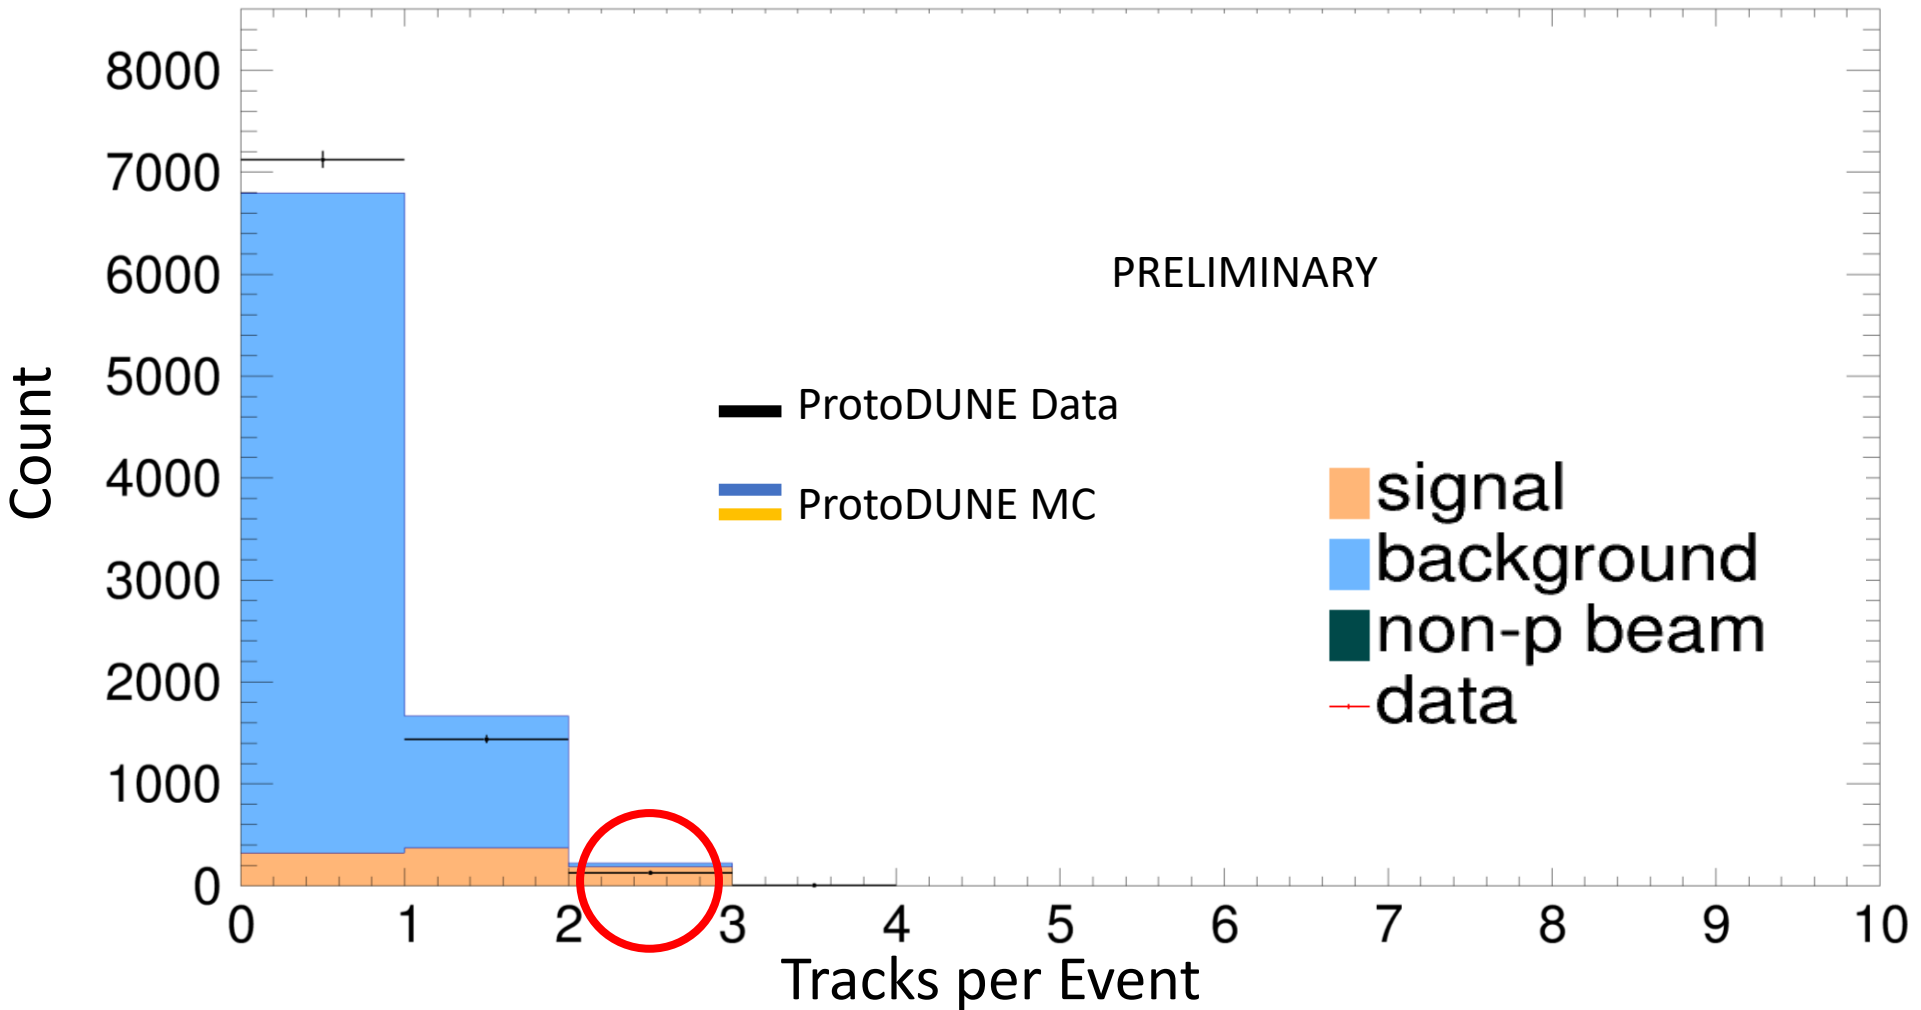 8000
7000
6000
5000
4000
3000
2000
1000
0
Count
PRELIMINARY
ProtoDUNE Data
ProtoDUNE MC
signal
background
non-p beam
data
0 1 2 3 4 5 6 7 8 9 10
Tracks per Event